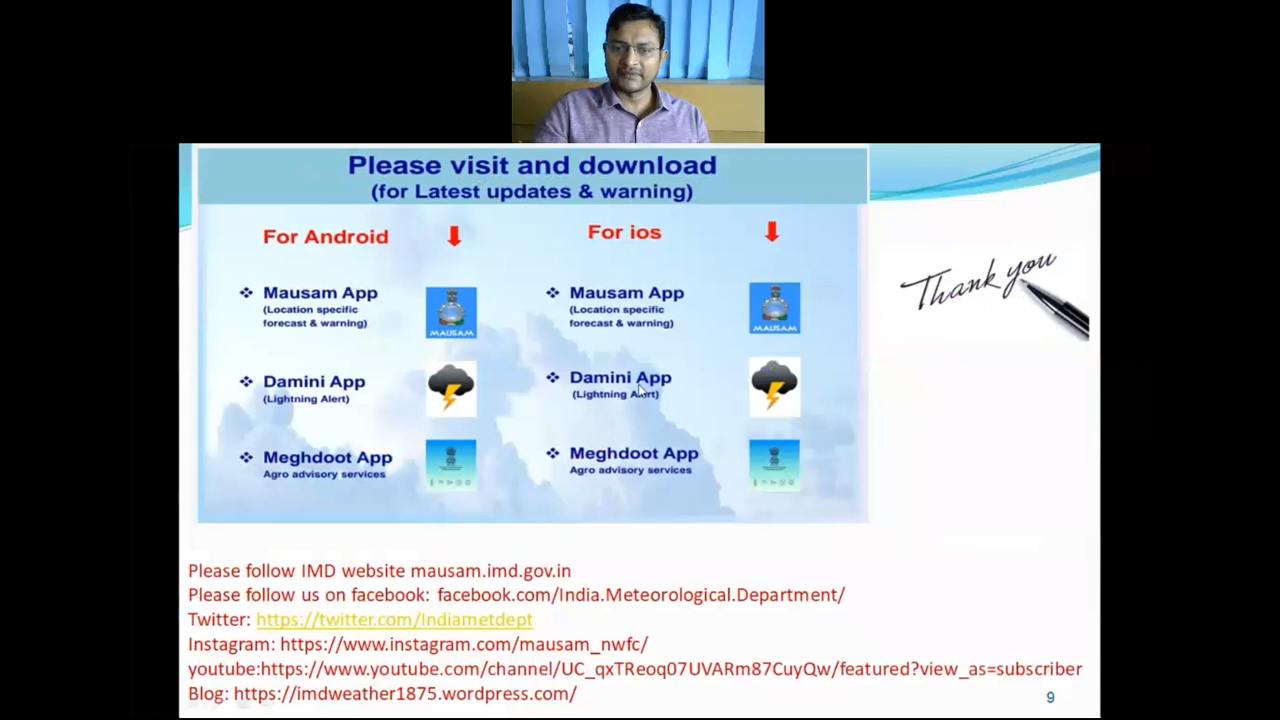 Please visit and download
(for Latest updates & warning)
For Android
For ios
Mausam App
(Location specific
forecast & warning)
MAUSAM
Mausam App
(Location specific
forecast & warning)
MAUSAM
Damini App
(Lightning Alert)
Damini App
(Lightning Alert)
Meghdoot App
Agro advisory services
Meghdoot App
Agro advisory services
Thank you
Please follow IMD website mausam.imd.gov.in
Please follow us on facebook: facebook.com/India.Meteorological.Department/
Twitter: https://twitter.com/Indiametdept
Instagram: https://www.instagram.com/mausam_nwfc/
youtube:https://www.youtube.com/channel/UC_qxTReoq07UVARm87CuyQw/featured?view_as=subscriber
Blog: https://imdweather1875.wordpress.com/
9